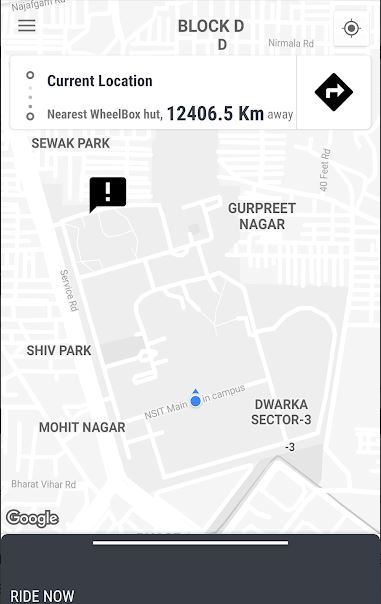 Najafgarh Rd
BLOCK D
D
Nirmala Rd
Current Location
Nearest WheelBox hut, 12406.5 Km away
SEWAK PARK
40 Feet Rd
GURPREET
NAGAR
Service Rd
SHIV PARK
NSIT Main in campus
DWARKA
SECTOR-3
MOHIT NAGAR
-3
Bharat Vihar Rd
Google
RIDE NOW